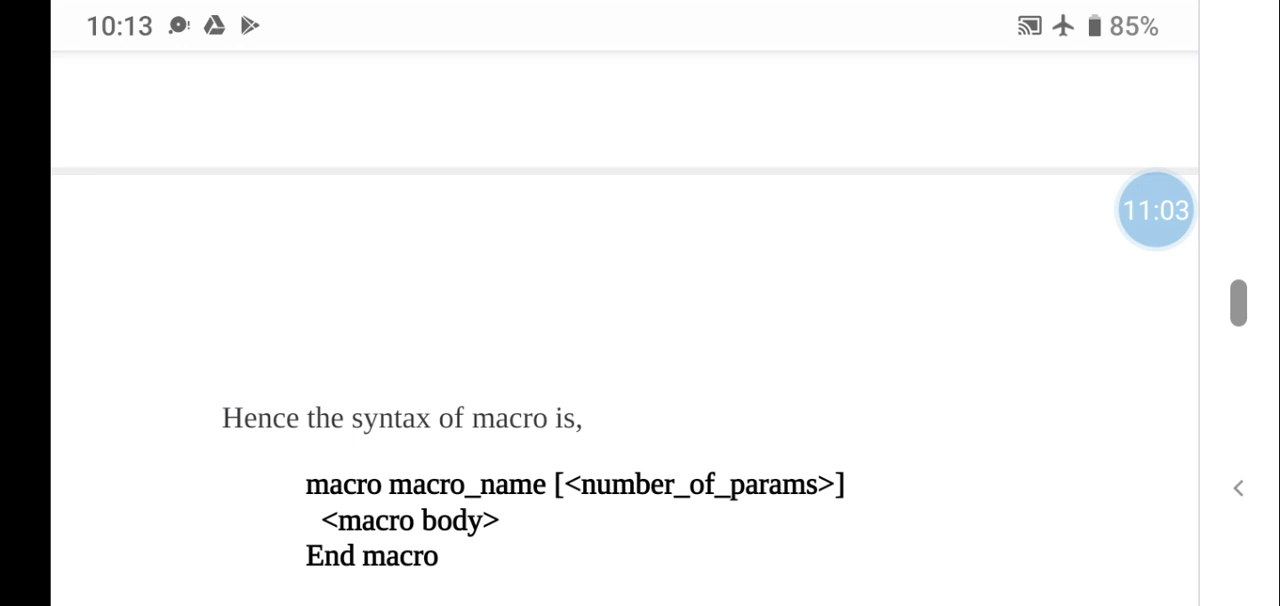 10:13 85%
11:03
Hence the syntax of macro is,
macro macro_name [<number_of_params>]
<macro body>
End macro